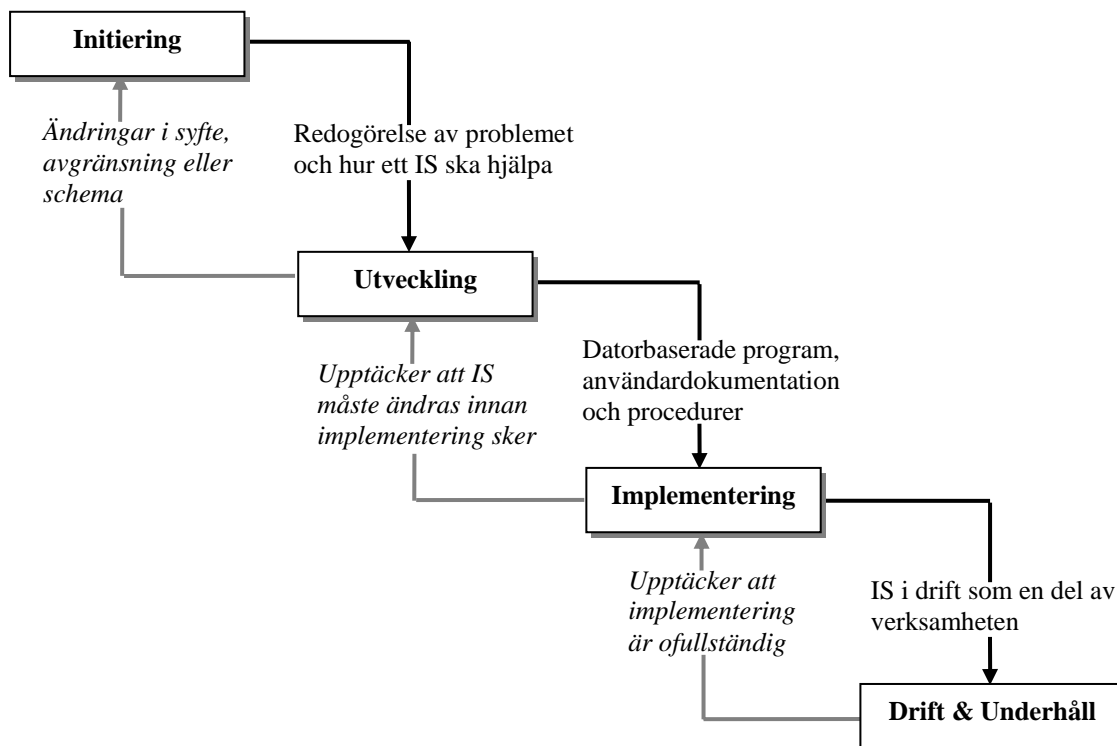 Initiering
Ändringar i syfte,
avgränsning eller
schema
Redogörelse av problemet
och hur ett IS ska hjälpa
Utveckling
Upptäcker att IS
måste ändras innan
implementering sker
Datorbaserade program,
användardokumentation
och procedurer
Implementering
Upptäcker att
implementering
är ofullständig
IS i drift som en del av
verksamheten
Drift & Underhåll